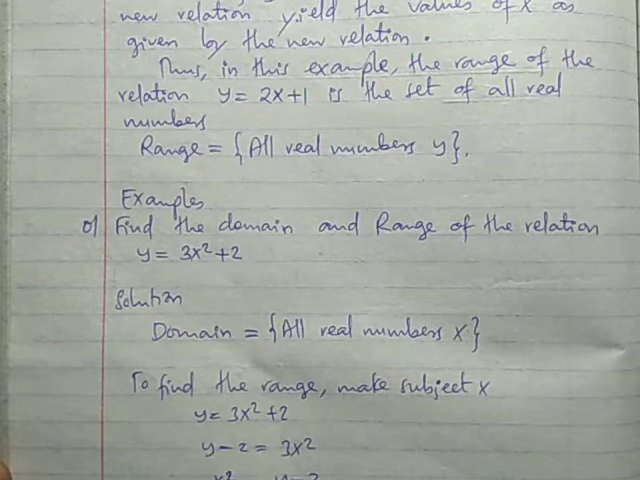 new relation yield the values of x as
given by the new relation.
Thus, in this example, the range of the
relation y = 2x+1 is the set of all real
numbers
Range = {All real numbers y}.
Examples
01 Find the domain and Range of the relation
y = 3x²+2
Solution
Domain = {All real numbers x}
To find the range, make subject x
y = 3x²+2
y-2 = 3x²